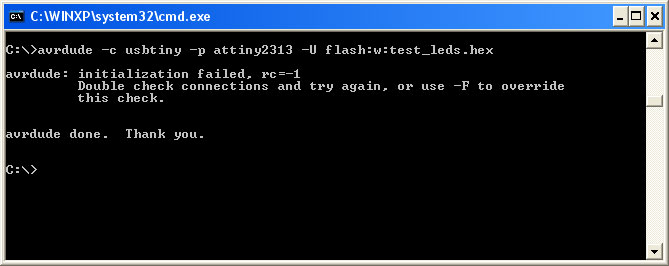 C:\WINXP\system32\cmd.exe
C:\>avrdude -c usbtiny -p attiny2313 -U flash:w:test_leds.hex
avrdude: initialization failed, rc=-1
Double check connections and try again, or use -F to override
this check.
avrdude done.  Thank you.
C:\>